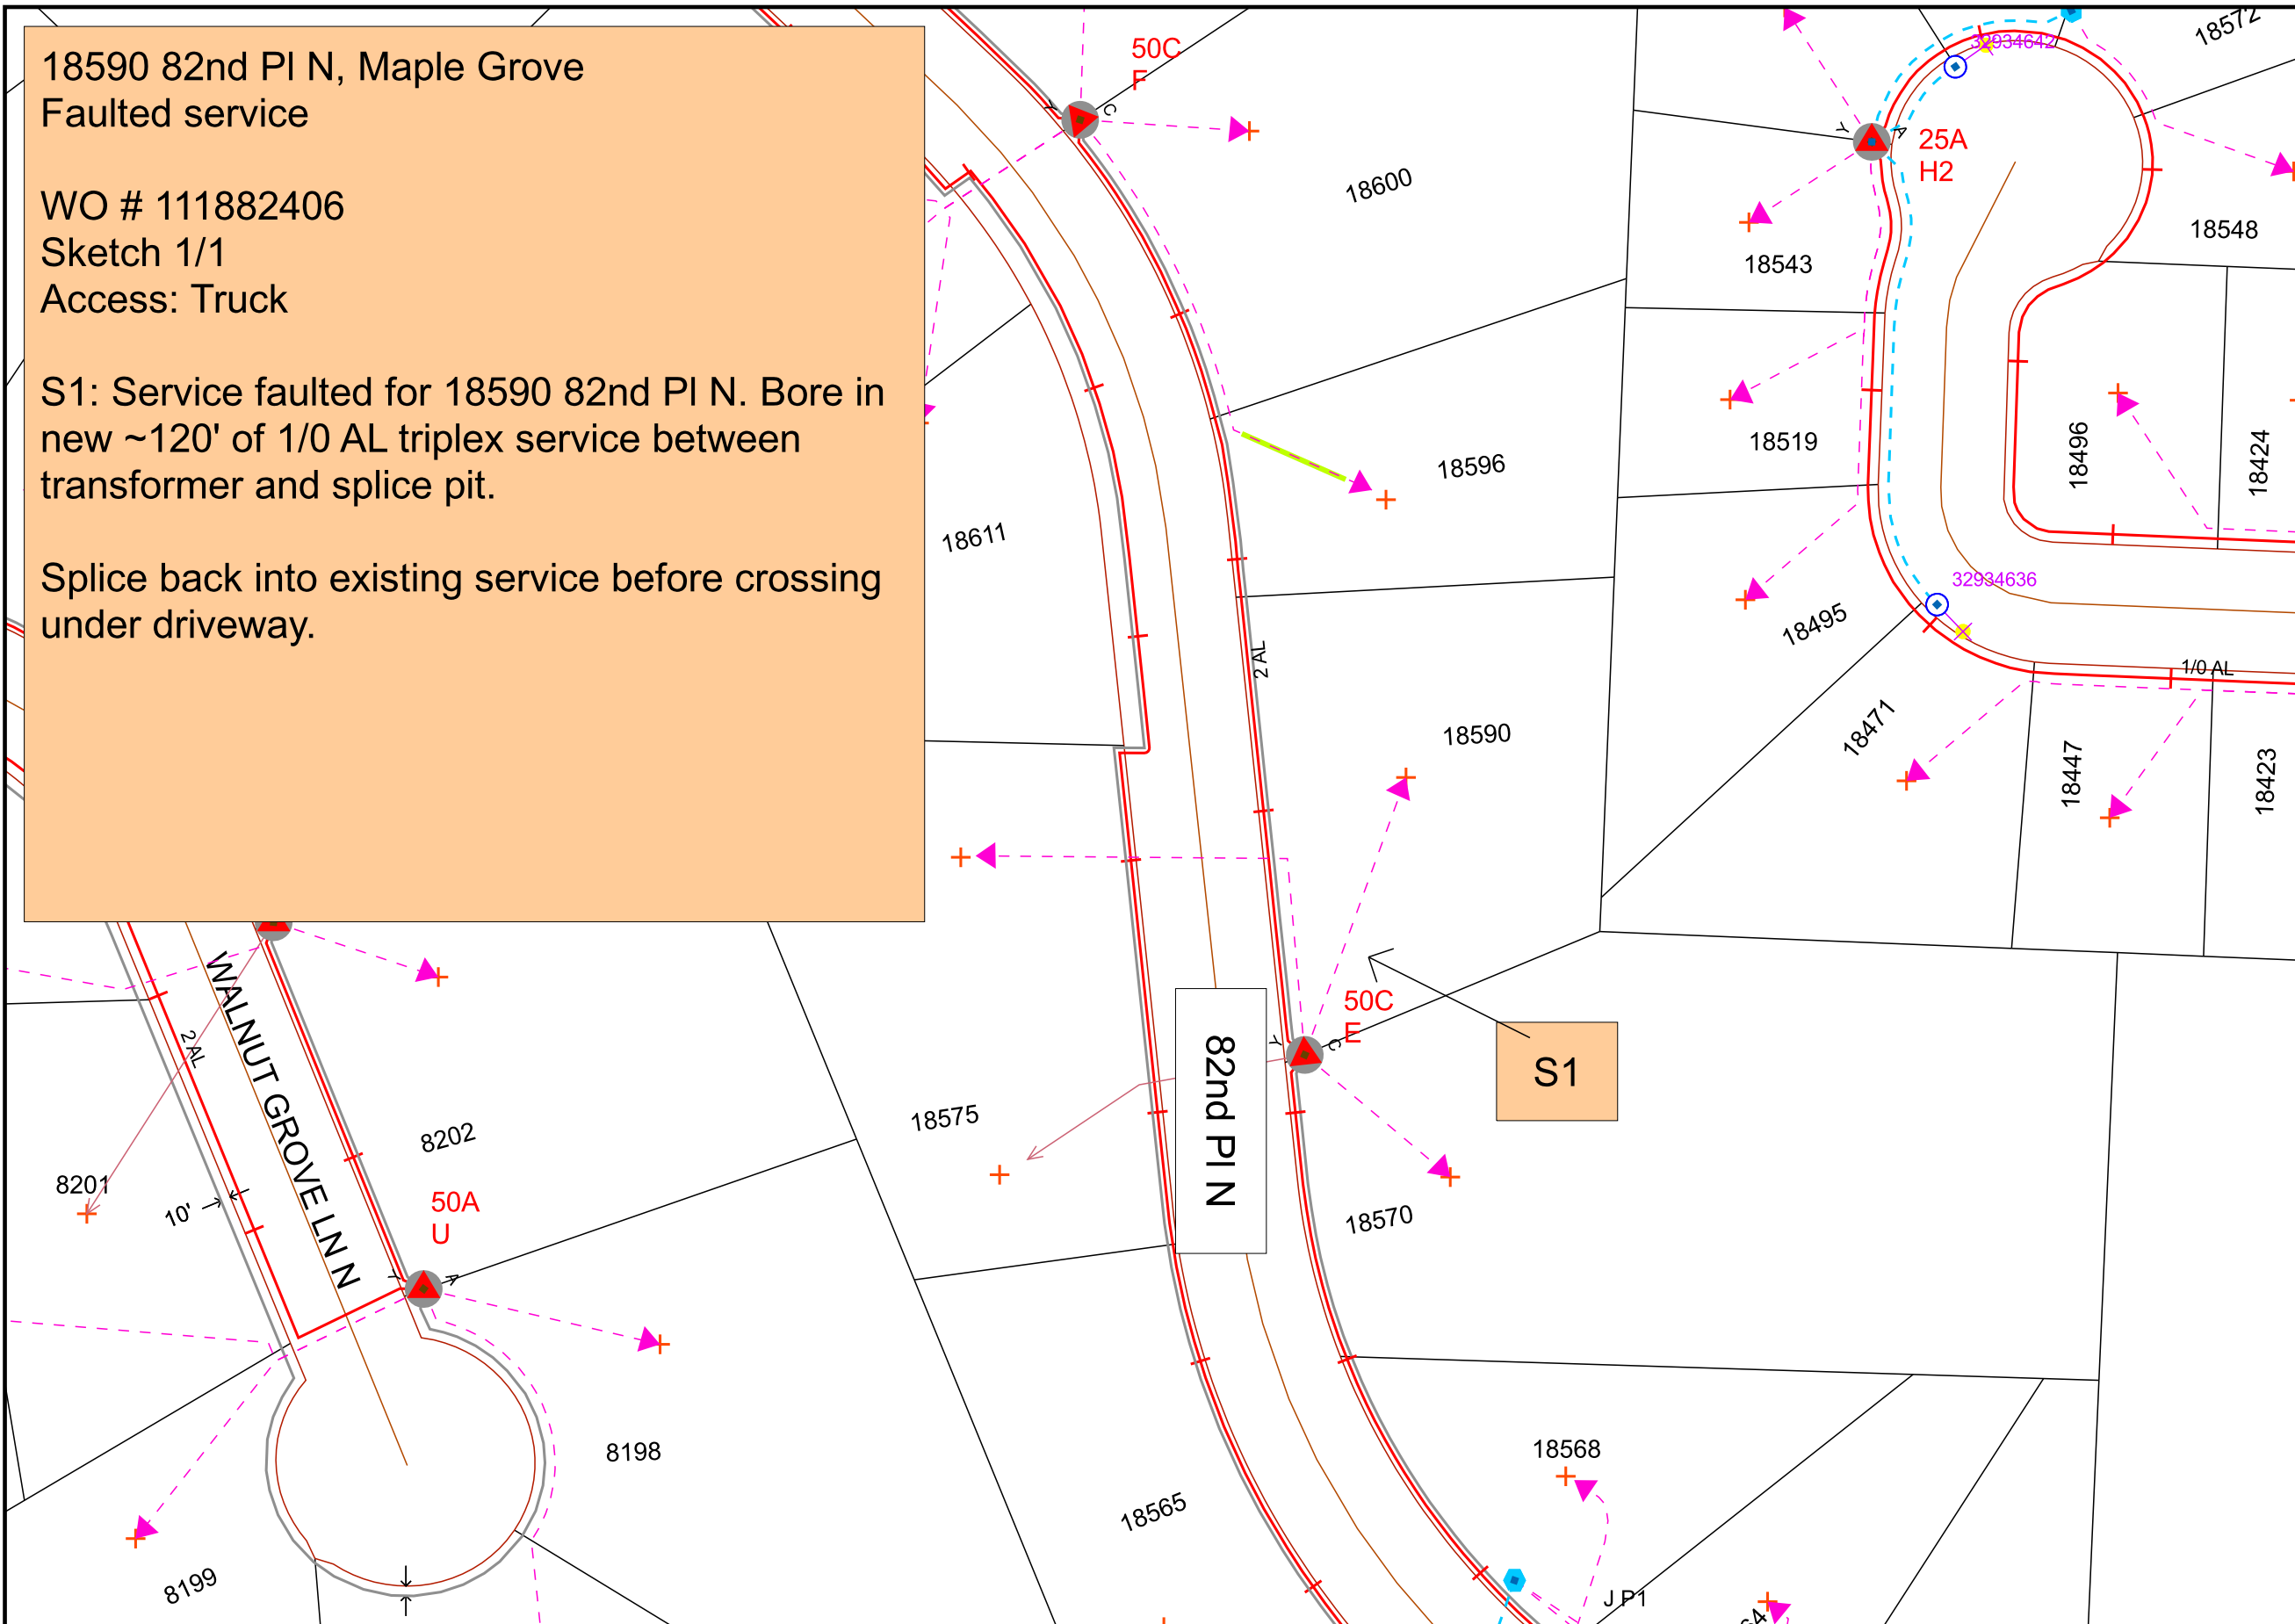 18590 82nd Pl N, Maple Grove
Faulted service
WO # 111882406
Sketch 1/1
Access: Truck
S1: Service faulted for 18590 82nd Pl N. Bore in
new ~120' of 1/0 AL triplex service between
transformer and splice pit.
Splice back into existing service before crossing
under driveway.
50C
F
Y
C
18600
18596
18611
2 AL
18590
50C
E
Y
C
S1
82nd Pl N
18575
18570
18565
18568
J P1
64
WALNUT GROVE LN N
2 AL
10'
8201
8202
50A
U
Y
A
8198
8199
32934642
18572
Y
A
25A
H2
18543
18548
18519
18496
18424
18495
32934636
1/0 AL
18471
18447
18423